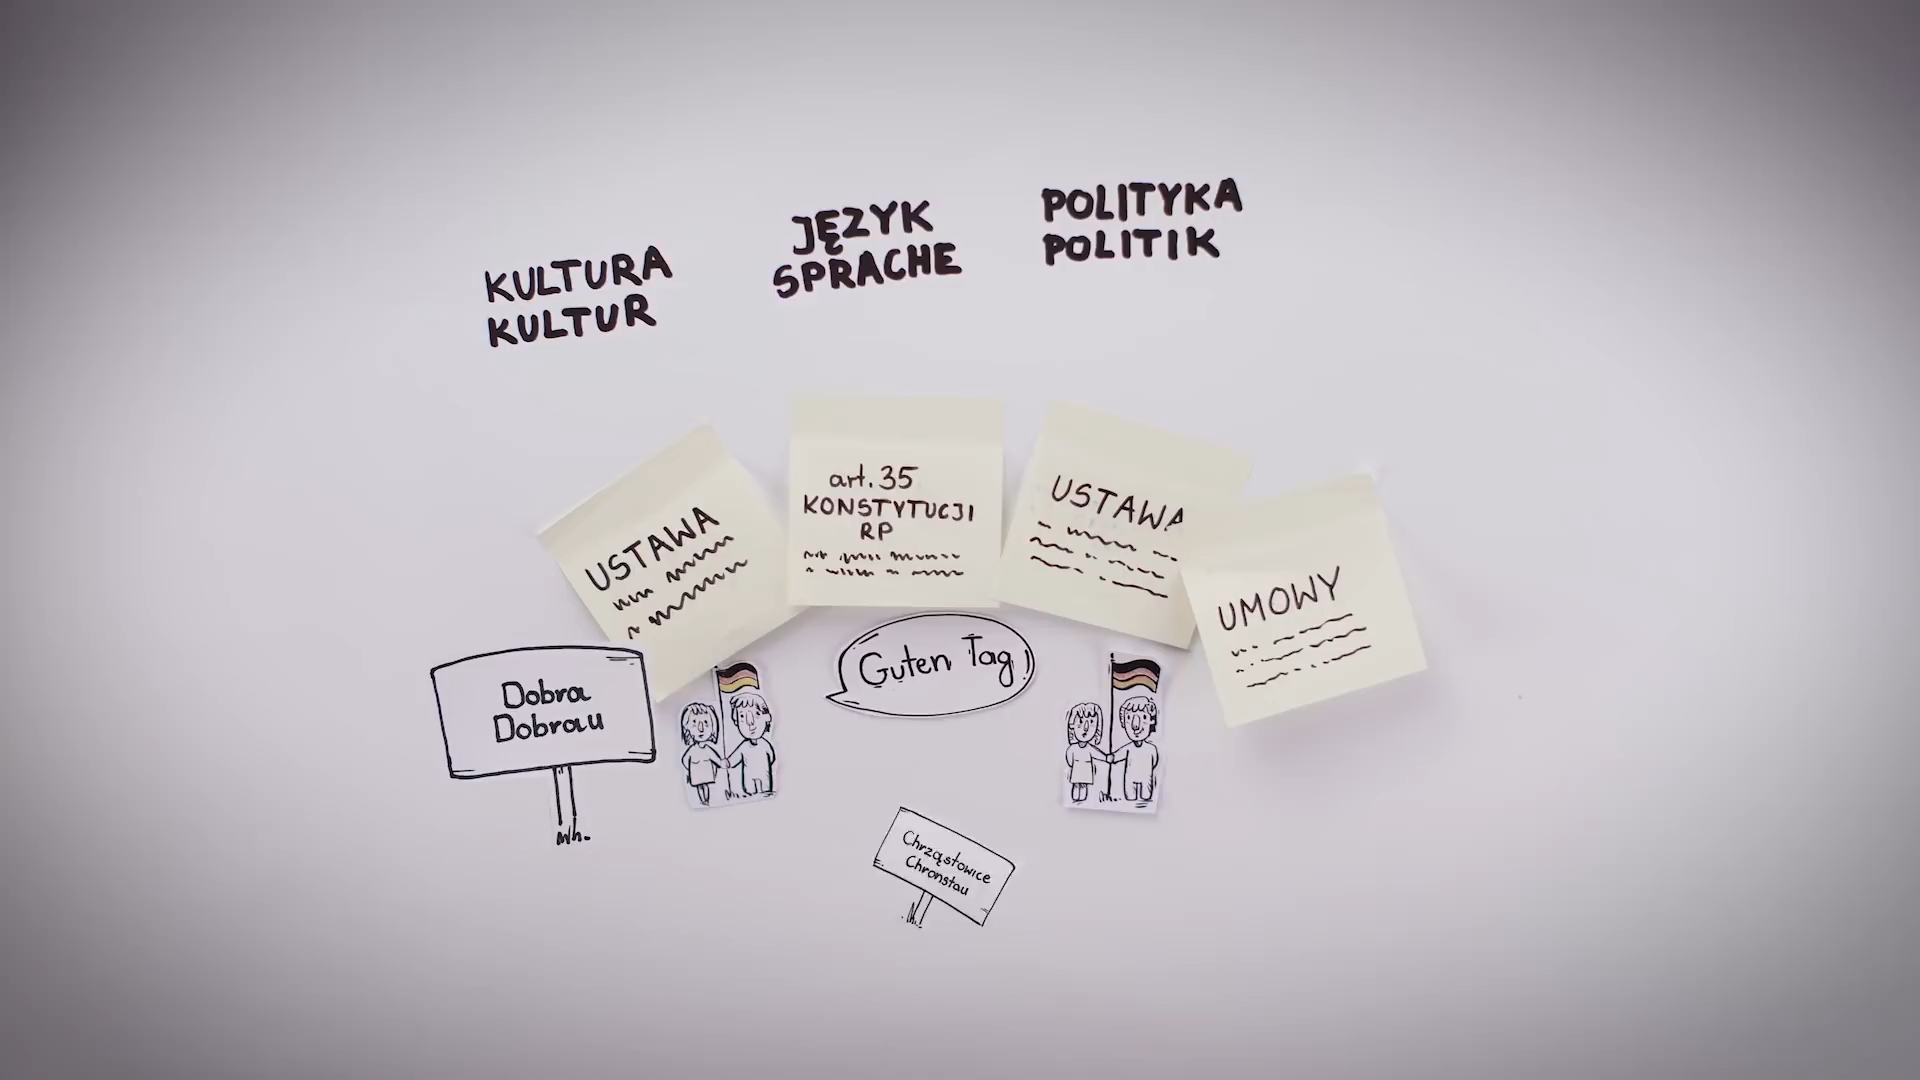 KULTURA
KULTUR
JĘZYK
SPRACHE
POLITYKA
POLITIK
USTAWA
art. 35
KONSTYTUCJI
RP
USTAWA
UMOWY
Dobra
Dobrau
Guten Tag!
Chrząstowice
Chronstau